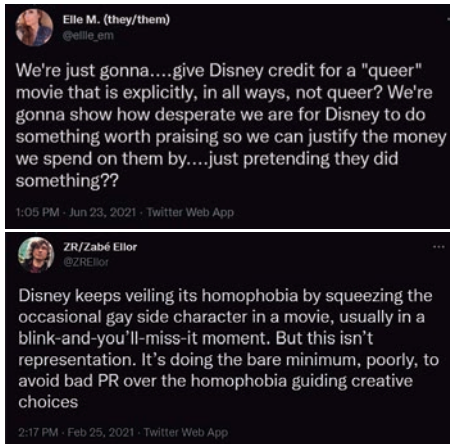 Elle M. (they/them)
@ellle_em
We're just gonna....give Disney credit for a "queer"
movie that is explicitly, in all ways, not queer? We're
gonna show how desperate we are for Disney to do
something worth praising so we can justify the money
we spend on them by....just pretending they did
something??
1:05 PM · Jun 23, 2021 · Twitter Web App
ZR/Zabé Ellor
@ZREllor
Disney keeps veiling its homophobia by squeezing the
occasional gay side character in a movie, usually in a
blink-and-you'll-miss-it moment. But this isn't
representation. It's doing the bare minimum, poorly, to
avoid bad PR over the homophobia guiding creative
choices
2:17 PM · Feb 25, 2021 · Twitter Web App